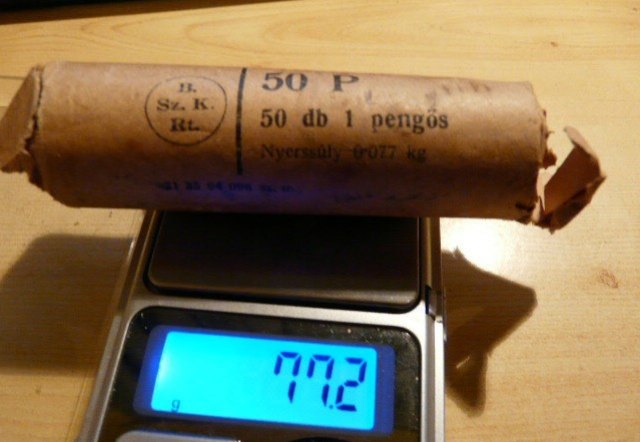 B.
Sz. K.
Rt.
50 P
50 db 1 pengős
Nyerssúly 0·077 kg
77.2
g